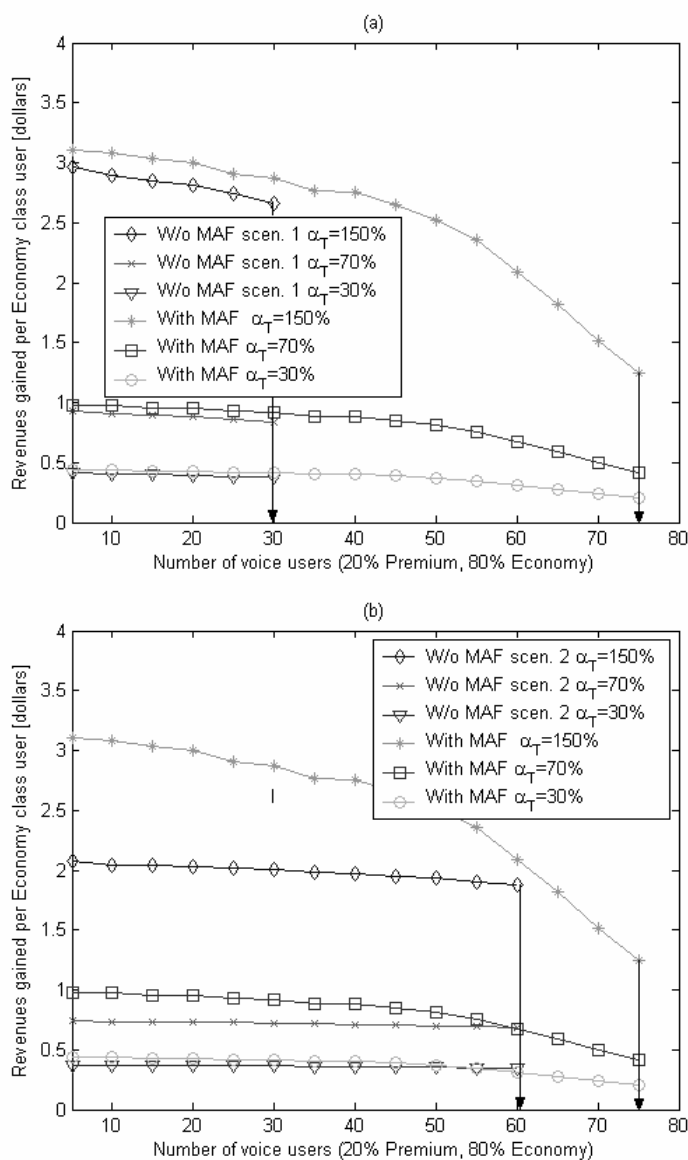 (a)
Revenues gained per Economy class user [dollars]
4
3.5
3
2.5
2
1.5
1
0.5
0
W/o MAF scen. 1 α_T=150%
W/o MAF scen. 1 α_T=70%
W/o MAF scen. 1 α_T=30%
With MAF α_T=150%
With MAF α_T=70%
With MAF α_T=30%
10 20 30 40 50 60 70 80
Number of voice users (20% Premium, 80% Economy)
(b)
Revenues gained per Economy class user [dollars]
4
3.5
3
2.5
2
1.5
1
0.5
0
W/o MAF scen. 2 α_T=150%
W/o MAF scen. 2 α_T=70%
W/o MAF scen. 2 α_T=30%
With MAF α_T=150%
With MAF α_T=70%
With MAF α_T=30%
10 20 30 40 50 60 70 80
Number of voice users (20% Premium, 80% Economy)